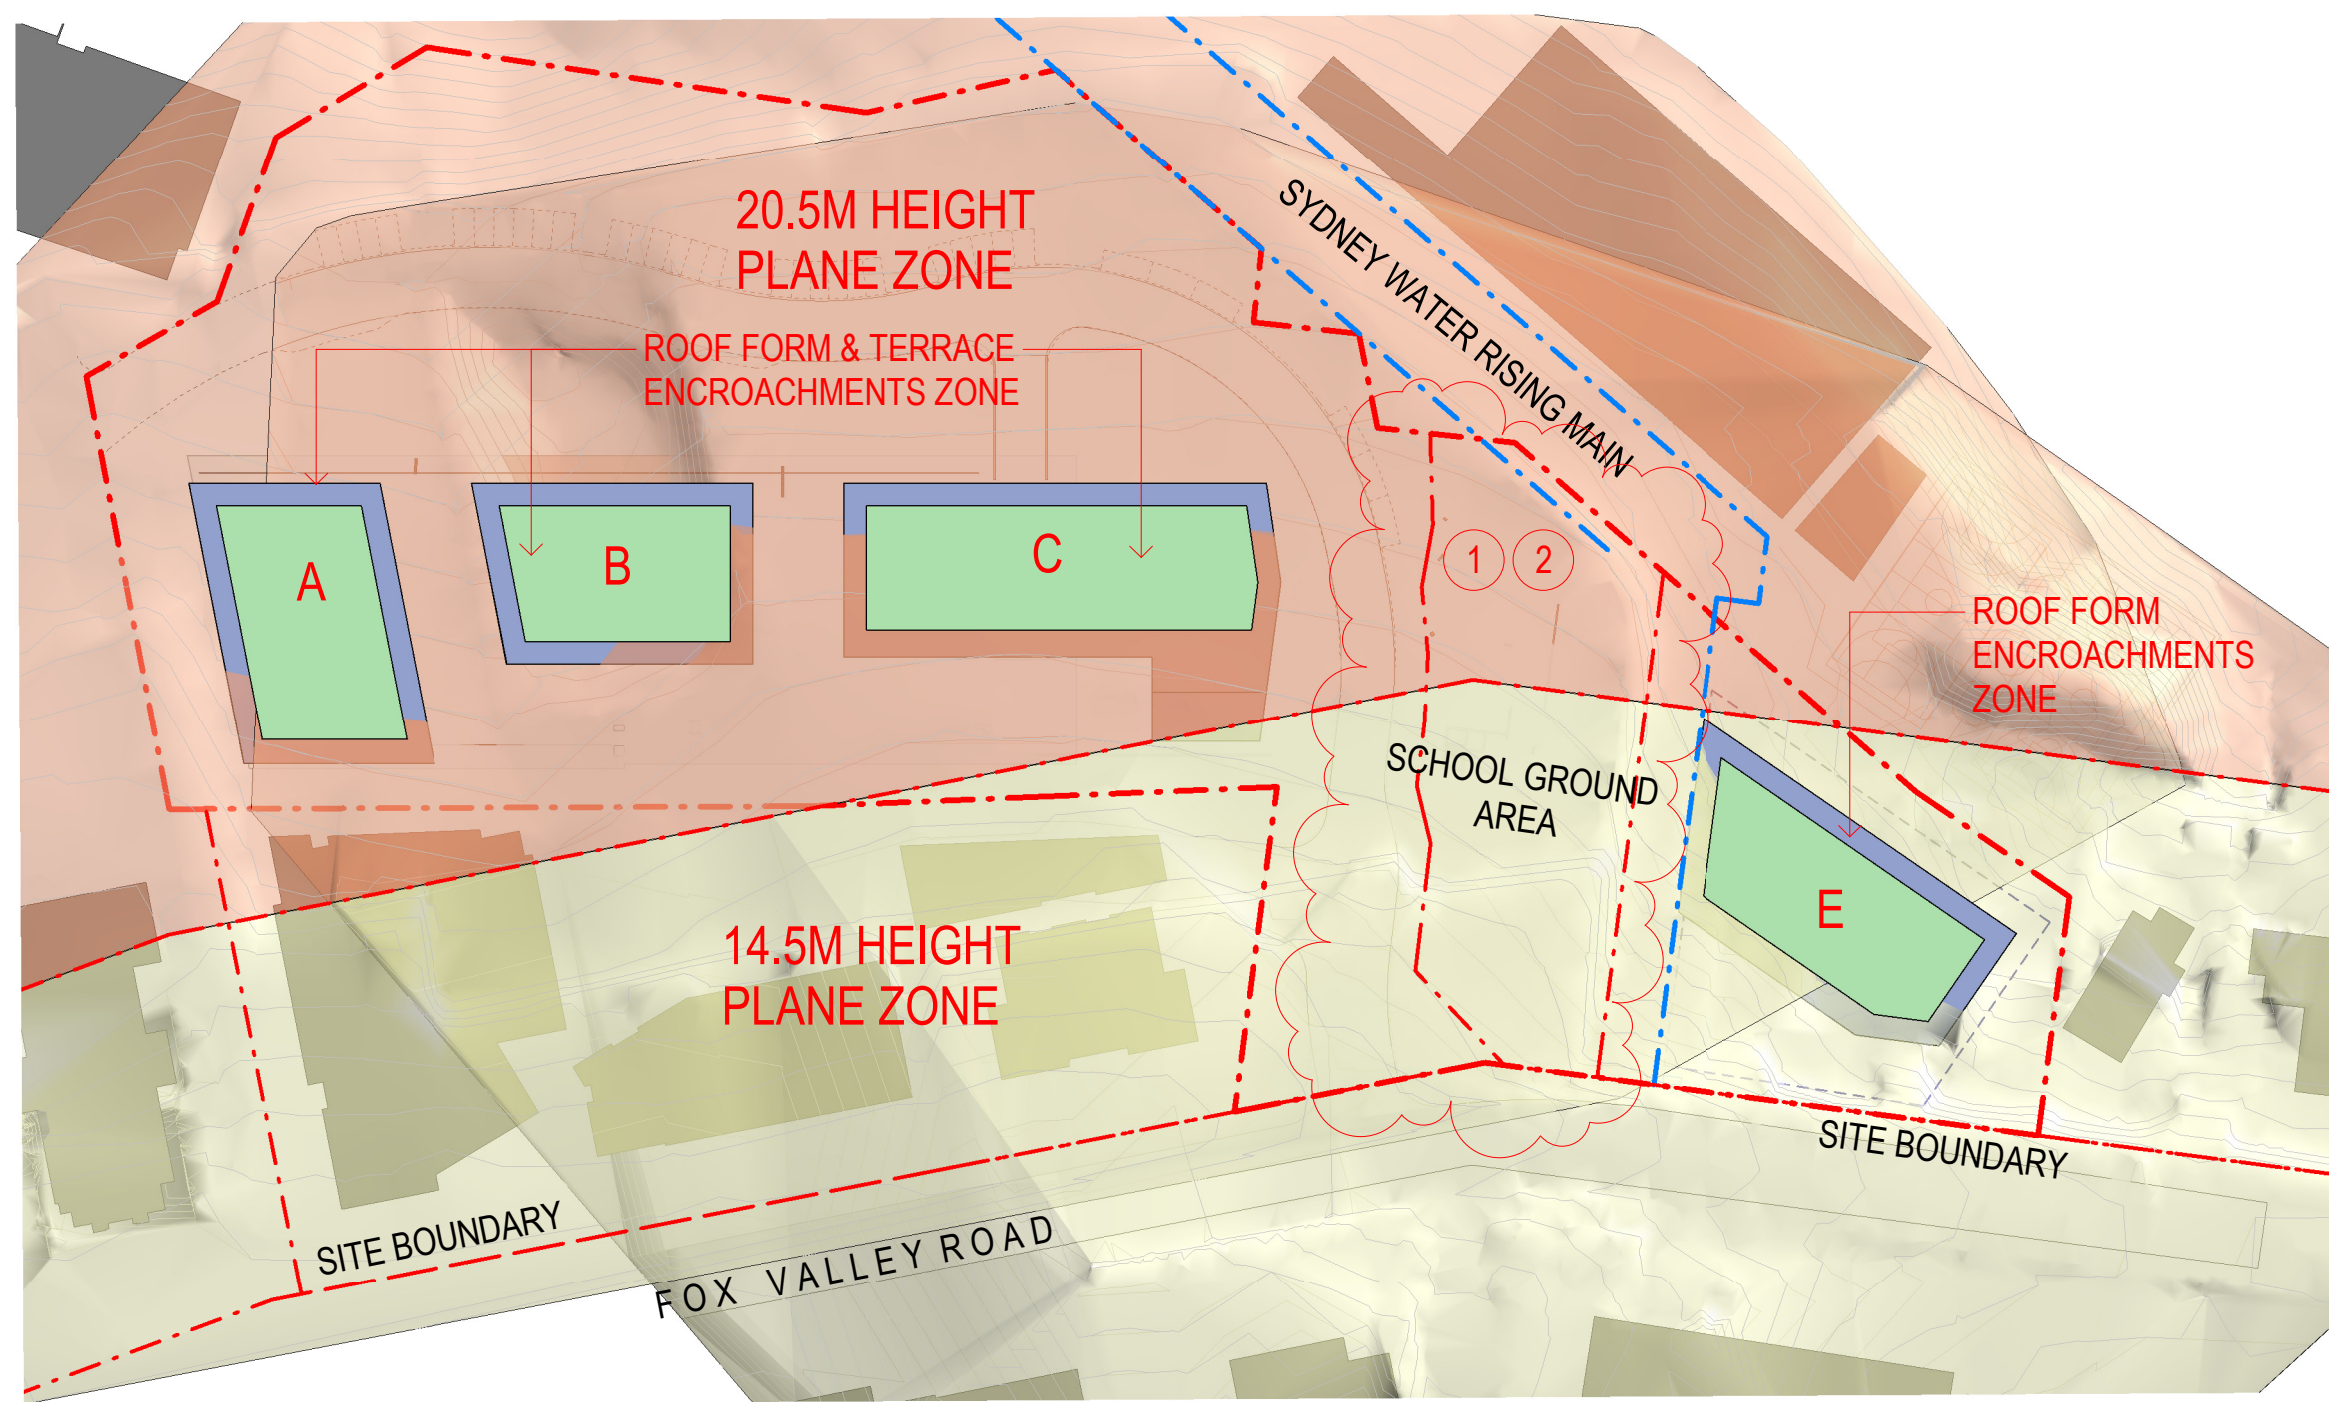 20.5M HEIGHT
PLANE ZONE
SYDNEY WATER RISING MAIN
ROOF FORM & TERRACE
ENCROACHMENTS ZONE
A
B
C
1
2
ROOF FORM
ENCROACHMENTS
ZONE
SCHOOL GROUND
AREA
E
14.5M HEIGHT
PLANE ZONE
SITE BOUNDARY
SITE BOUNDARY
FOX VALLEY ROAD